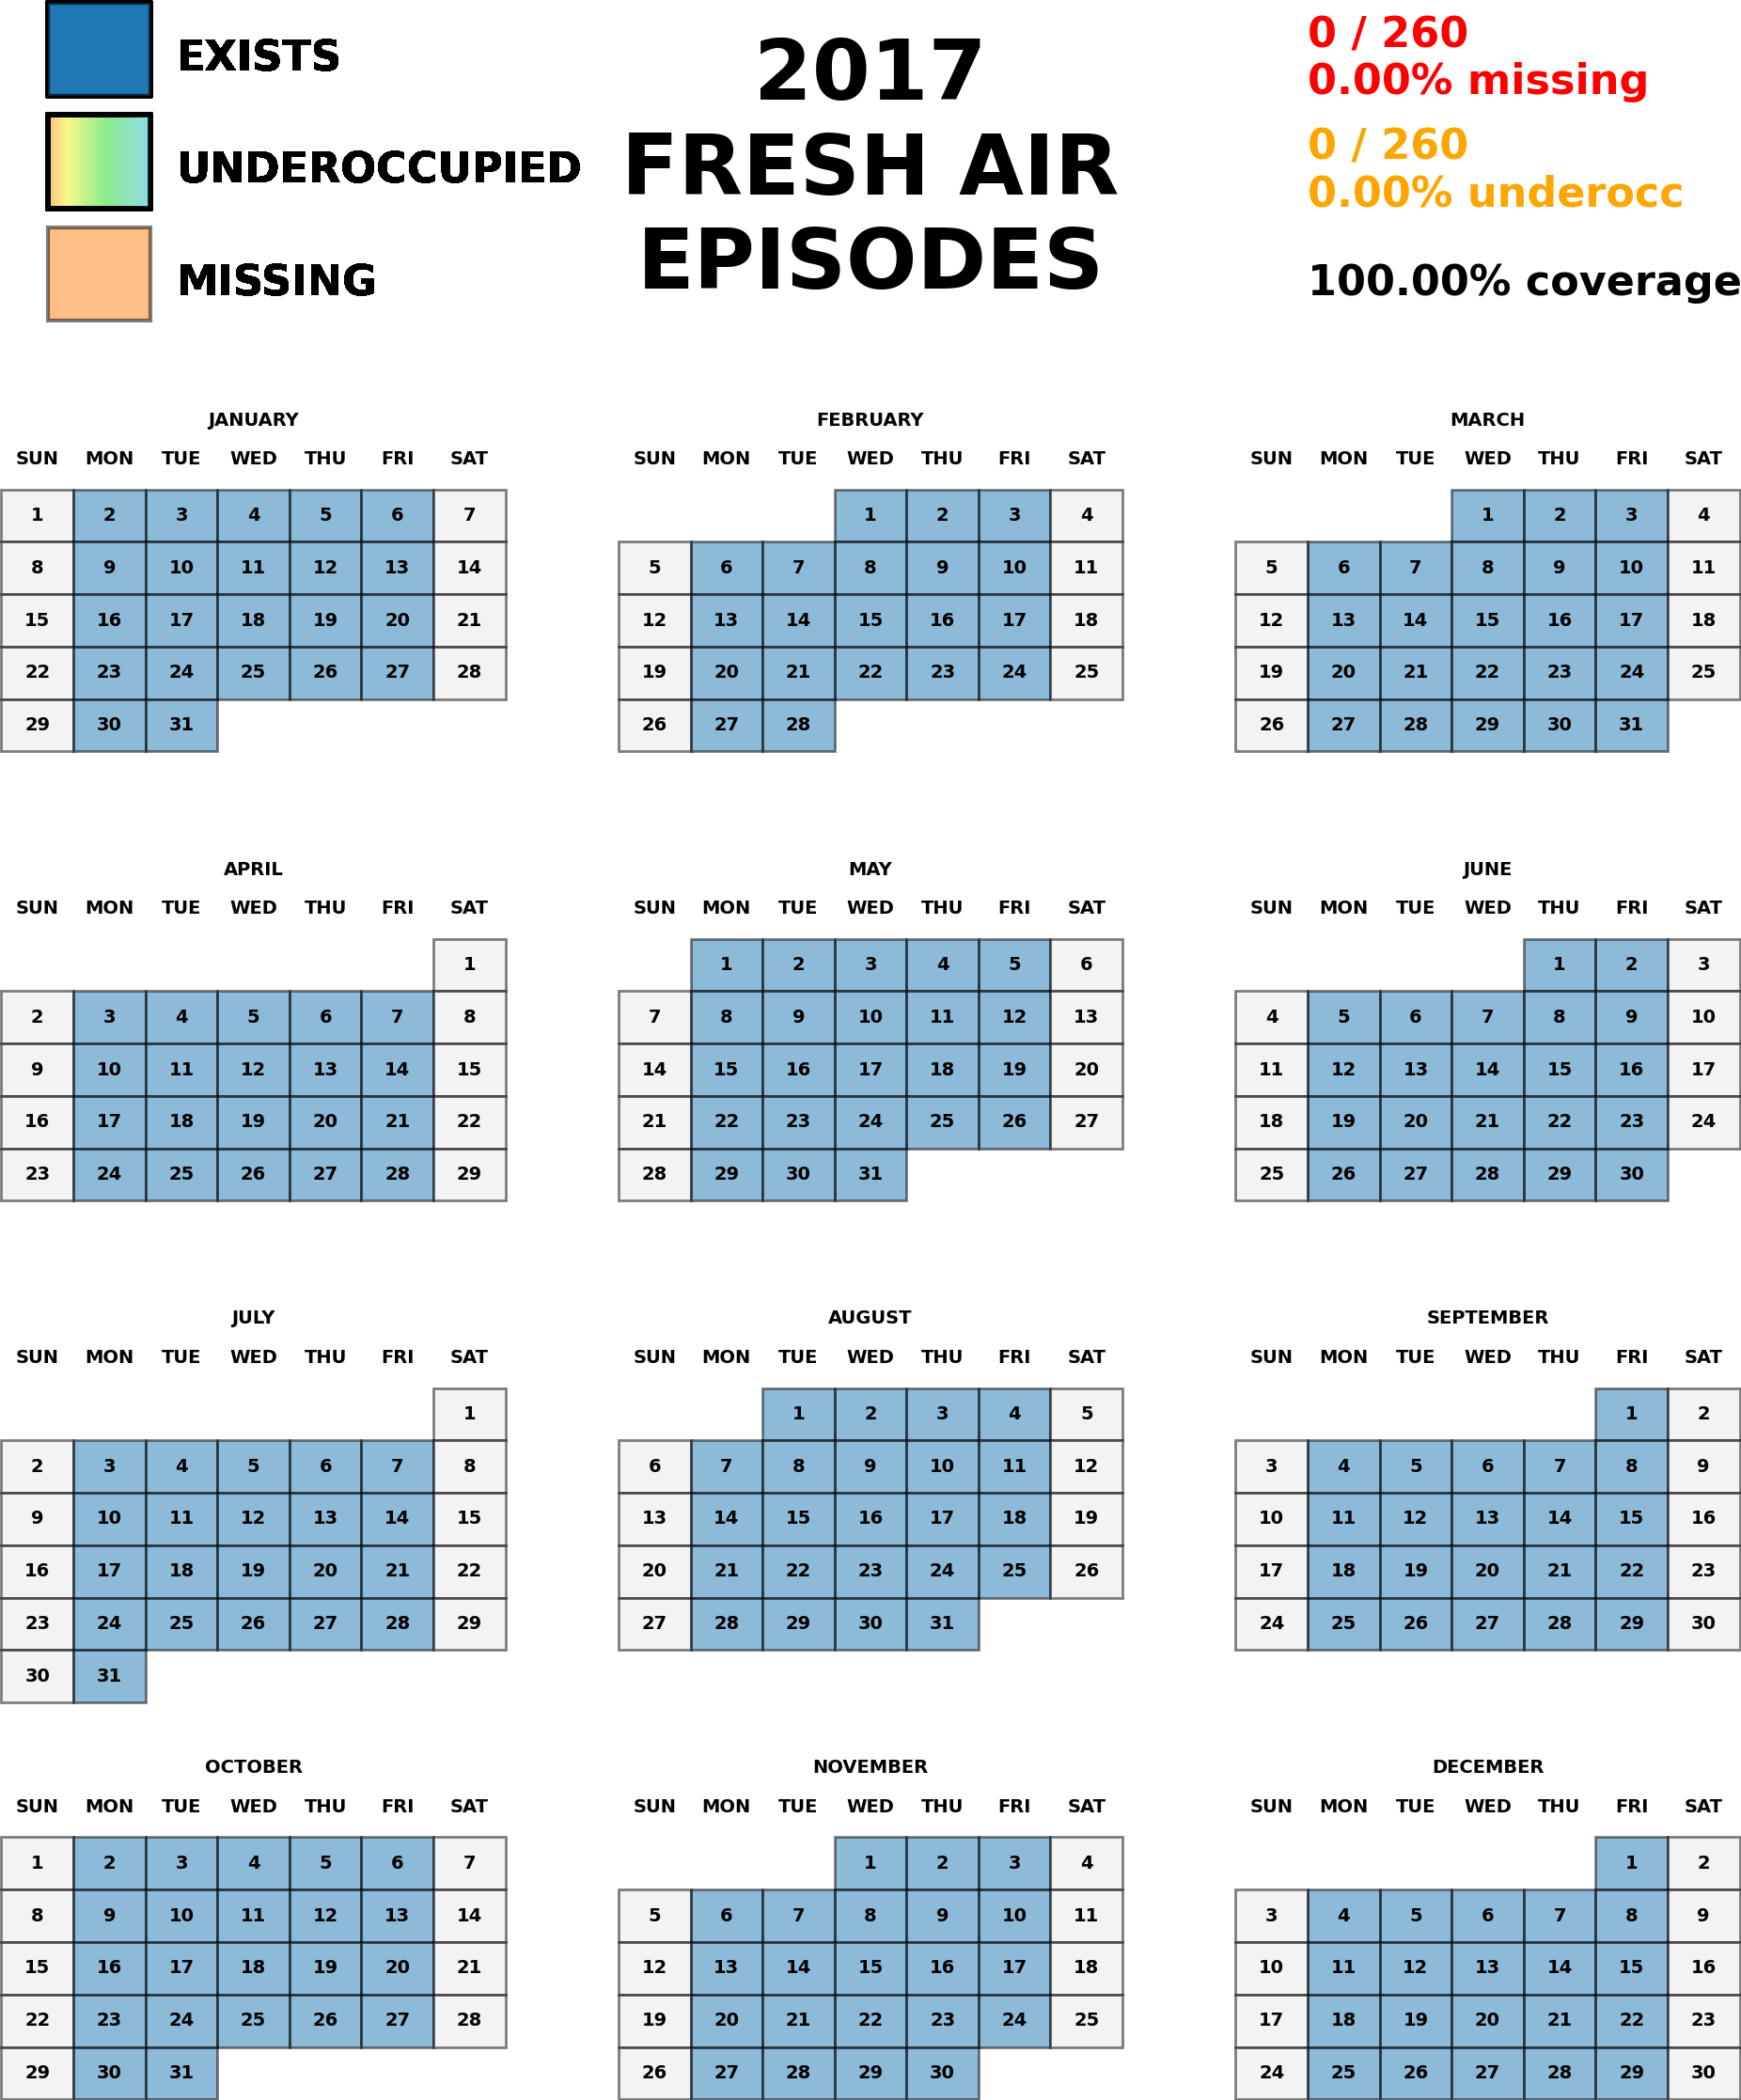 EXISTS
UNDEROCCUPIED
MISSING
2017
FRESH AIR
EPISODES
0 / 260
0.00% missing
0 / 260
0.00% underocc
100.00% coverage
JANUARY
SUN MON TUE WED THU FRI SAT
1 2 3 4 5 6 7
8 9 10 11 12 13 14
15 16 17 18 19 20 21
22 23 24 25 26 27 28
29 30 31
FEBRUARY
SUN MON TUE WED THU FRI SAT
1 2 3 4
5 6 7 8 9 10 11
12 13 14 15 16 17 18
19 20 21 22 23 24 25
26 27 28
MARCH
SUN MON TUE WED THU FRI SAT
1 2 3 4
5 6 7 8 9 10 11
12 13 14 15 16 17 18
19 20 21 22 23 24 25
26 27 28 29 30 31
APRIL
SUN MON TUE WED THU FRI SAT
1
2 3 4 5 6 7 8
9 10 11 12 13 14 15
16 17 18 19 20 21 22
23 24 25 26 27 28 29
MAY
SUN MON TUE WED THU FRI SAT
1 2 3 4 5 6
7 8 9 10 11 12 13
14 15 16 17 18 19 20
21 22 23 24 25 26 27
28 29 30 31
JUNE
SUN MON TUE WED THU FRI SAT
1 2 3
4 5 6 7 8 9 10
11 12 13 14 15 16 17
18 19 20 21 22 23 24
25 26 27 28 29 30
JULY
SUN MON TUE WED THU FRI SAT
1
2 3 4 5 6 7 8
9 10 11 12 13 14 15
16 17 18 19 20 21 22
23 24 25 26 27 28 29
30 31
AUGUST
SUN MON TUE WED THU FRI SAT
1 2 3 4 5
6 7 8 9 10 11 12
13 14 15 16 17 18 19
20 21 22 23 24 25 26
27 28 29 30 31
SEPTEMBER
SUN MON TUE WED THU FRI SAT
1 2
3 4 5 6 7 8 9
10 11 12 13 14 15 16
17 18 19 20 21 22 23
24 25 26 27 28 29 30
OCTOBER
SUN MON TUE WED THU FRI SAT
1 2 3 4 5 6 7
8 9 10 11 12 13 14
15 16 17 18 19 20 21
22 23 24 25 26 27 28
29 30 31
NOVEMBER
SUN MON TUE WED THU FRI SAT
1 2 3 4
5 6 7 8 9 10 11
12 13 14 15 16 17 18
19 20 21 22 23 24 25
26 27 28 29 30
DECEMBER
SUN MON TUE WED THU FRI SAT
1 2
3 4 5 6 7 8 9
10 11 12 13 14 15 16
17 18 19 20 21 22 23
24 25 26 27 28 29 30